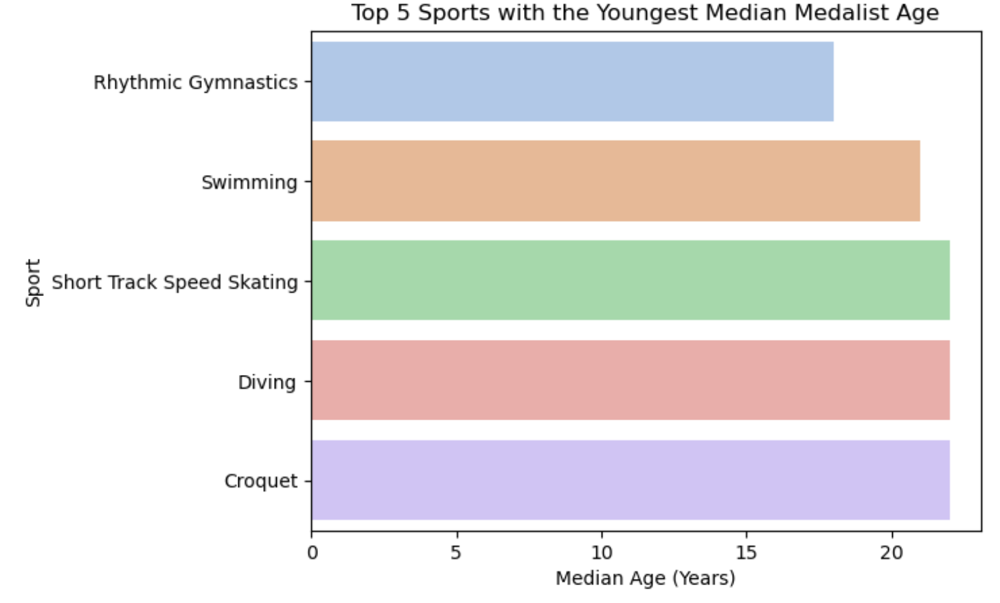 Top 5 Sports with the Youngest Median Medalist Age
Rhythmic Gymnastics
Swimming
Short Track Speed Skating
Diving
Croquet
Sport
0 5 10 15 20
Median Age (Years)